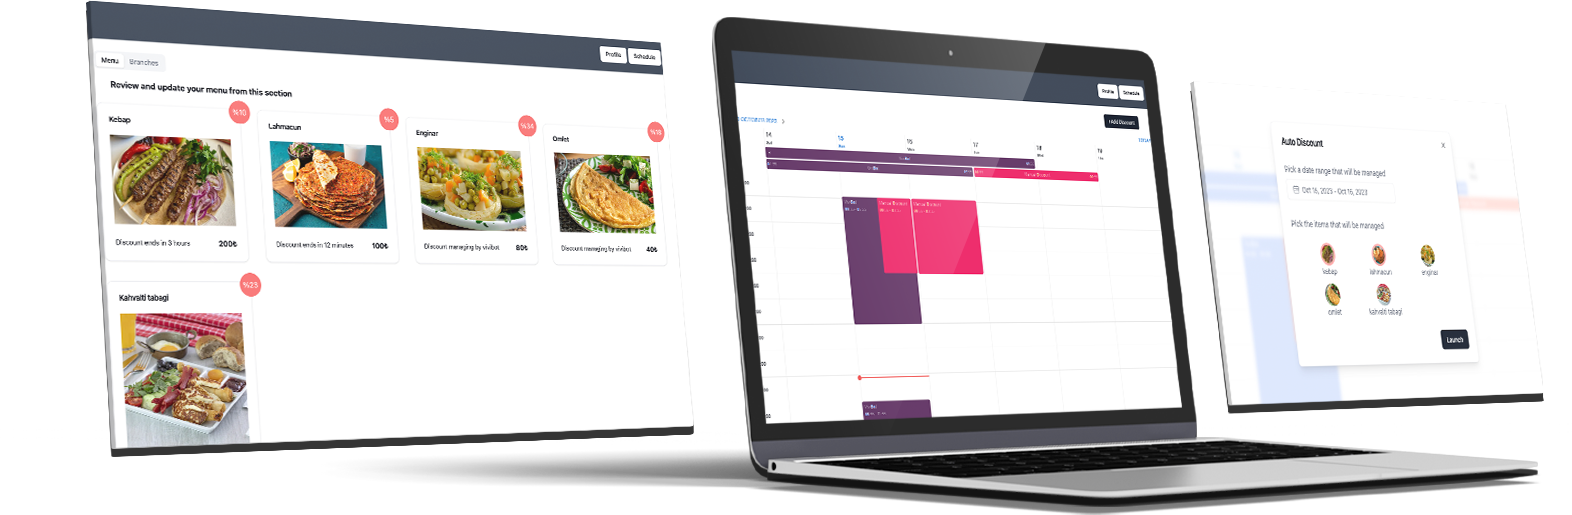 Profile
Schedule
Menu
Branches
Review and update your menu from this section
%10
%5
%34
%18
Kebap
Lahmacun
Enginar
Omlet
Discount ends in 3 hours
200₺
Discount ends in 12 minutes
100₺
Discount managing by vivibot
80₺
Discount managing by vivibot
40₺
%23
Kahvalti tabagi
Profile
Schedule
OCTOBER 2023
+Add Discount
14
15
16
17
18
19
Auto Discount
X
Pick a date range that will be managed.
Oct 16, 2023 - Oct 16, 2023
Pick the items that will be managed.
kebap
lahmacun
enginar
omlet
kahvalti tabagi
Launch